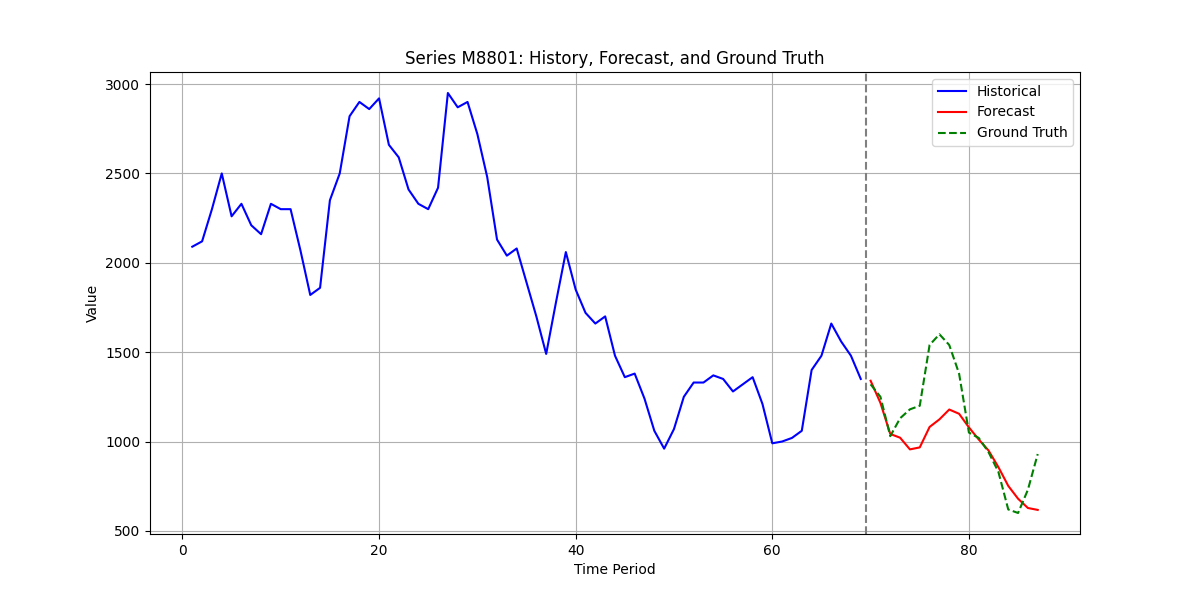 Series M8801: History, Forecast, and Ground Truth
Historical
Forecast
Ground Truth
3000
2500
2000
1500
1000
500
Value
0
20
40
60
80
Time Period